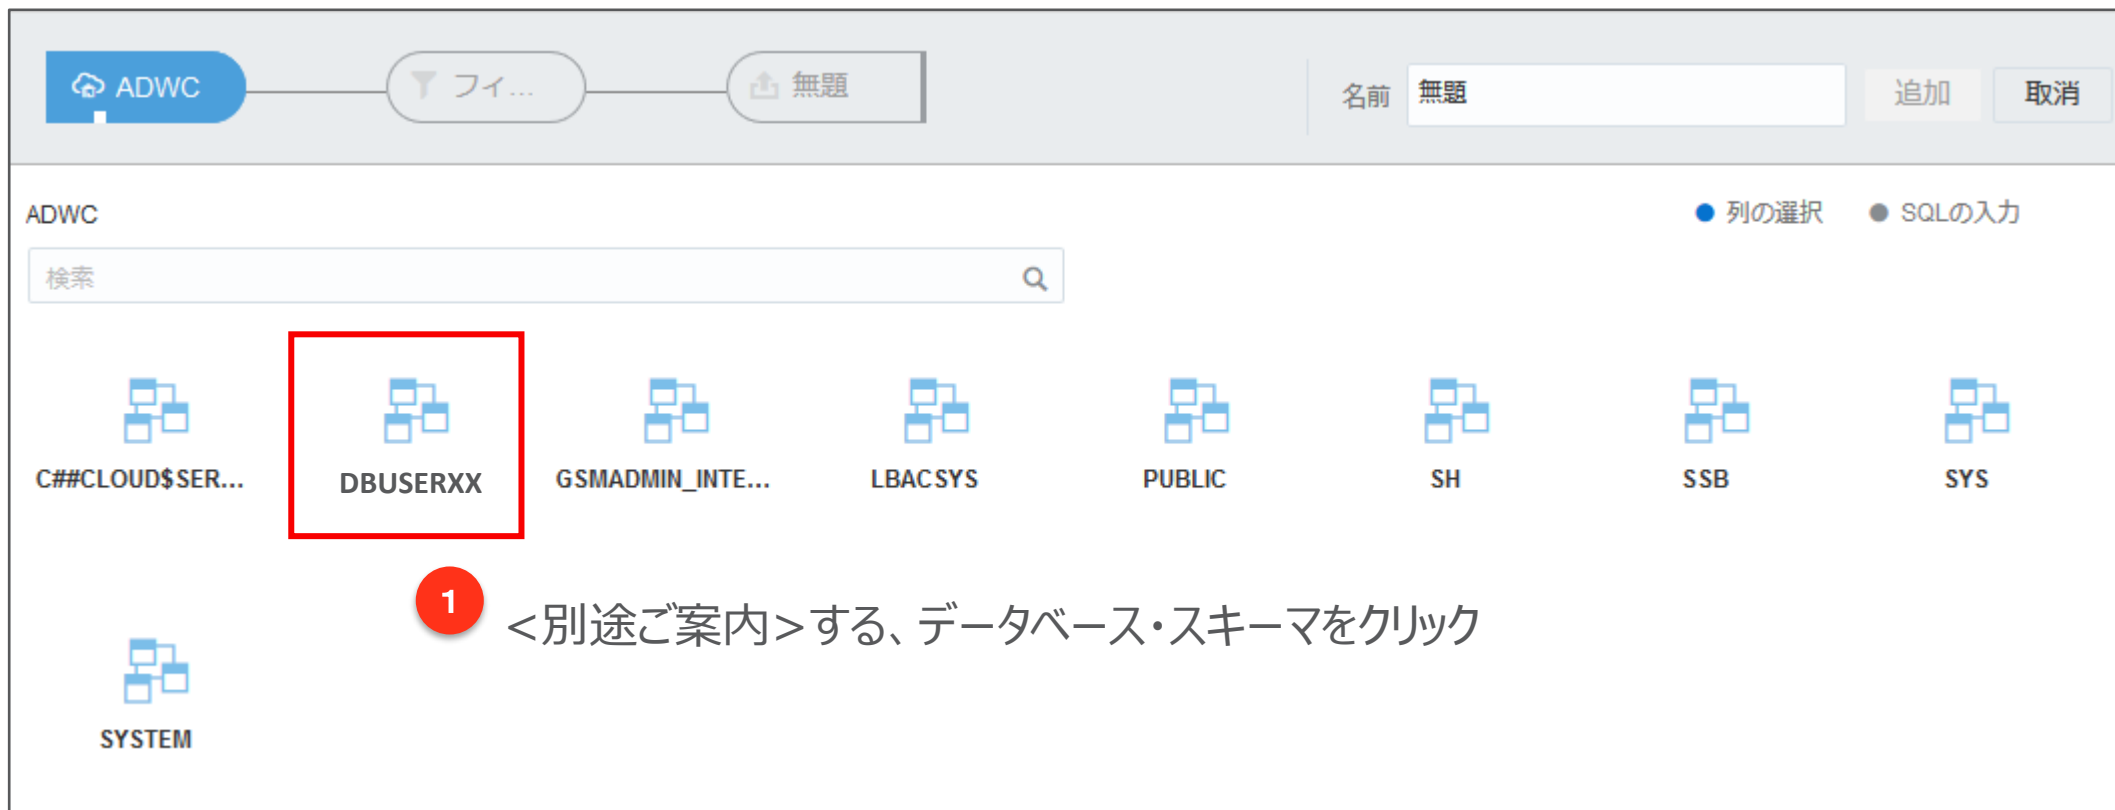 ADWC
フィ...
無題
名前
無題
追加
取消
ADWC
列の選択
SQLの入力
検索
C##CLOUD$SER...
DBUSERXX
GSMADMIN_INTE...
LBACSYS
PUBLIC
SH
SSB
SYS
1
<別途ご案内>する、データベース・スキーマをクリック
SYSTEM